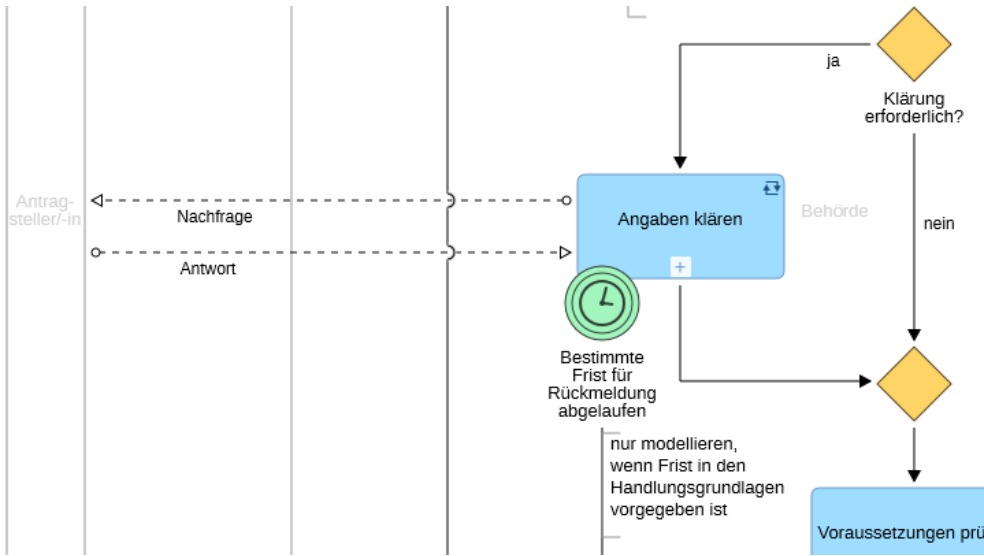 ja
Klärung
erforderlich?
Antrag-
steller/-in
Nachfrage
Angaben klären
Behörde
nein
Antwort
Bestimmte
Frist für
Rückmeldung
abgelaufen
nur modellieren,
wenn Frist in den
Handlungsgrundlagen
vorgegeben ist
Voraussetzungen prü